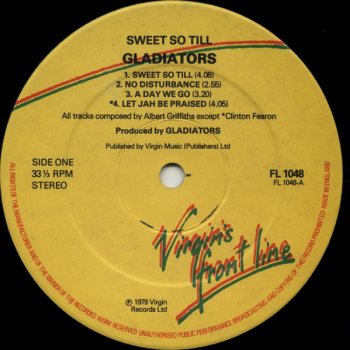 SWEET SO TILL
GLADIATORS
1. SWEET SO TILL (4.08)
2. NO DISTURBANCE (2.55)
3. A DAY WE GO (3.20)
*4. LET JAH BE PRAISED (4.05)
All tracks composed by Albert Griffiths except *Clinton Fearon
Produced by GLADIATORS
Published by Virgin Music (Publishers) Ltd
SIDE ONE
33⅓ RPM
STEREO
FL 1048
FL 1048-A
Virgin's
front line
℗ 1979 Virgin
Records Ltd
ALL RIGHTS OF THE MANUFACTURER AND OF THE OWNER OF THE RECORDED WORK RESERVED UNAUTHORISED PUBLIC PERFORMANCE BROADCASTING AND COPYING OF THIS RECORD PROHIBITED MADE IN ENGLAND